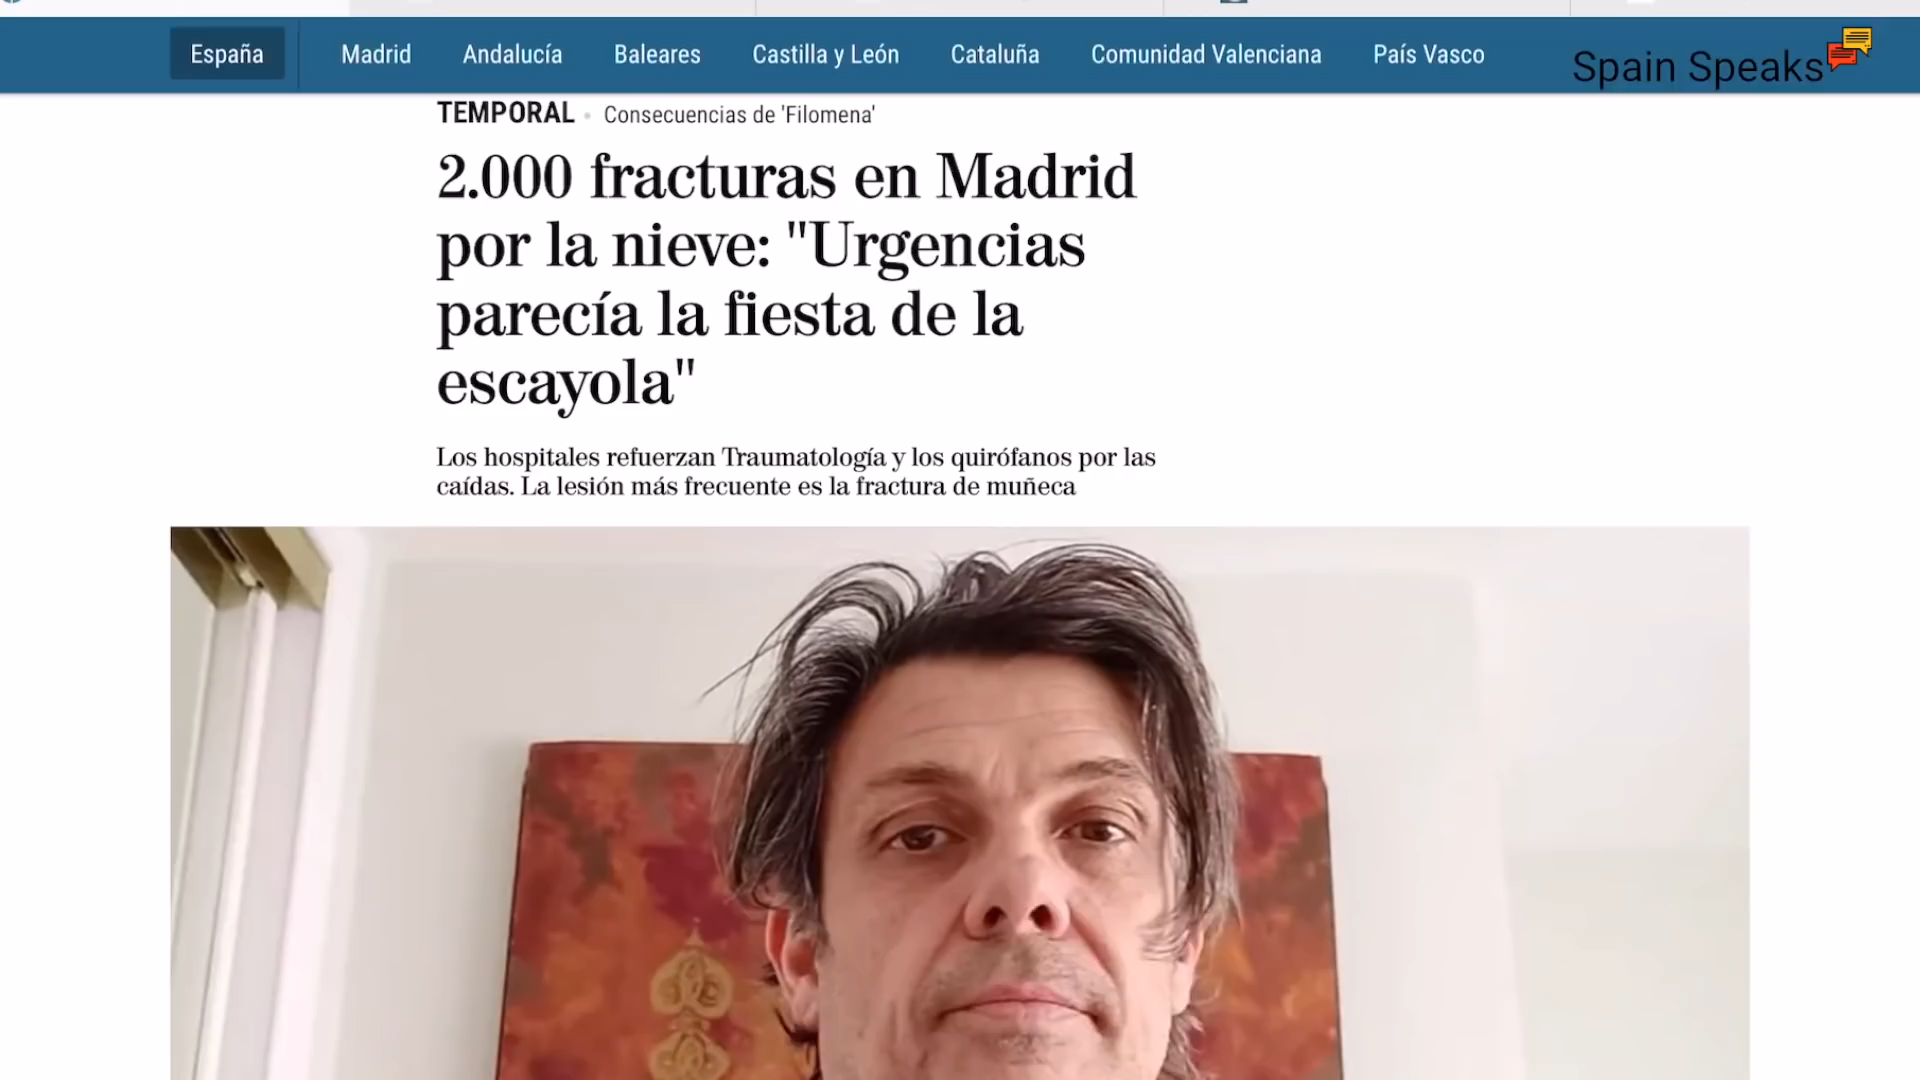 España Madrid Andalucía Baleares Castilla y León Cataluña Comunidad Valenciana País Vasco
Spain Speaks
TEMPORAL • Consecuencias de 'Filomena'
2.000 fracturas en Madrid
por la nieve: "Urgencias
parecía la fiesta de la
escayola"
Los hospitales refuerzan Traumatología y los quirófanos por las
caídas. La lesión más frecuente es la fractura de muñeca